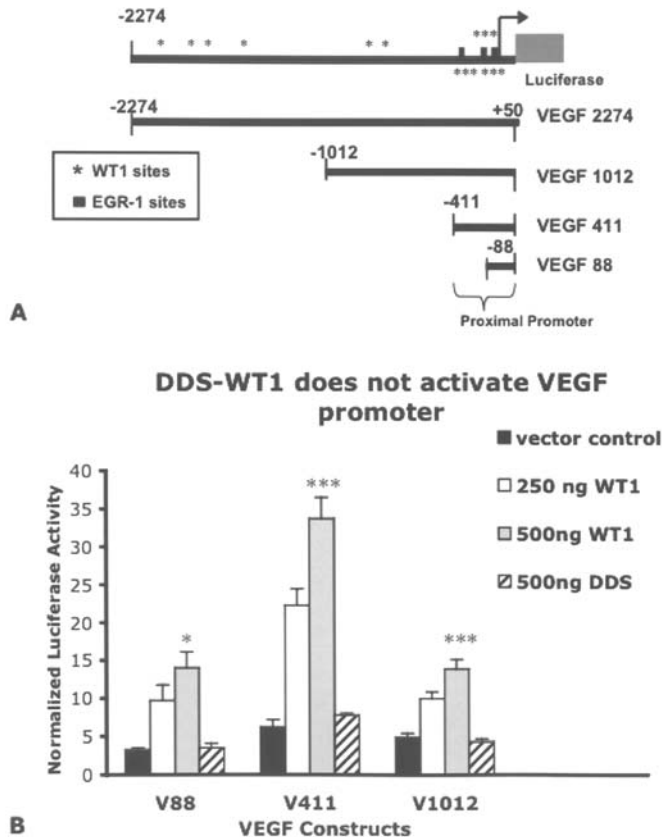 -2274
* * * * * * ***
*** ***
Luciferase
-2274
+50
VEGF 2274
* WT1 sites
EGR-1 sites
-1012
VEGF 1012
-411
VEGF 411
-88
VEGF 88
A
Proximal Promoter
DDS-WT1 does not activate VEGF
promoter
vector control
250 ng WT1
500ng WT1
500ng DDS
Normalized Luciferase Activity
40
35
30
25
20
15
10
5
0
*
***
***
V88
V411
V1012
B
VEGF Constructs